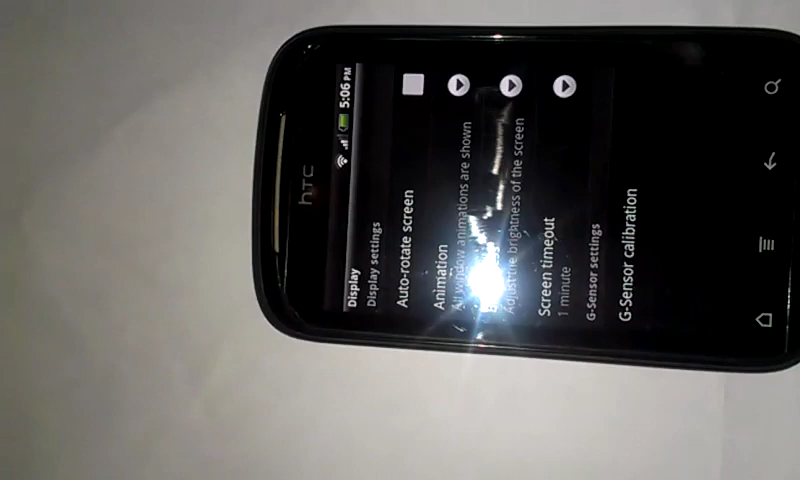 hTC
5:06 PM
Display
Display settings
Auto-rotate screen
Animation
All window animations are shown
Adjust the brightness of the screen
Screen timeout
1 minute
G-Sensor settings
G-Sensor calibration